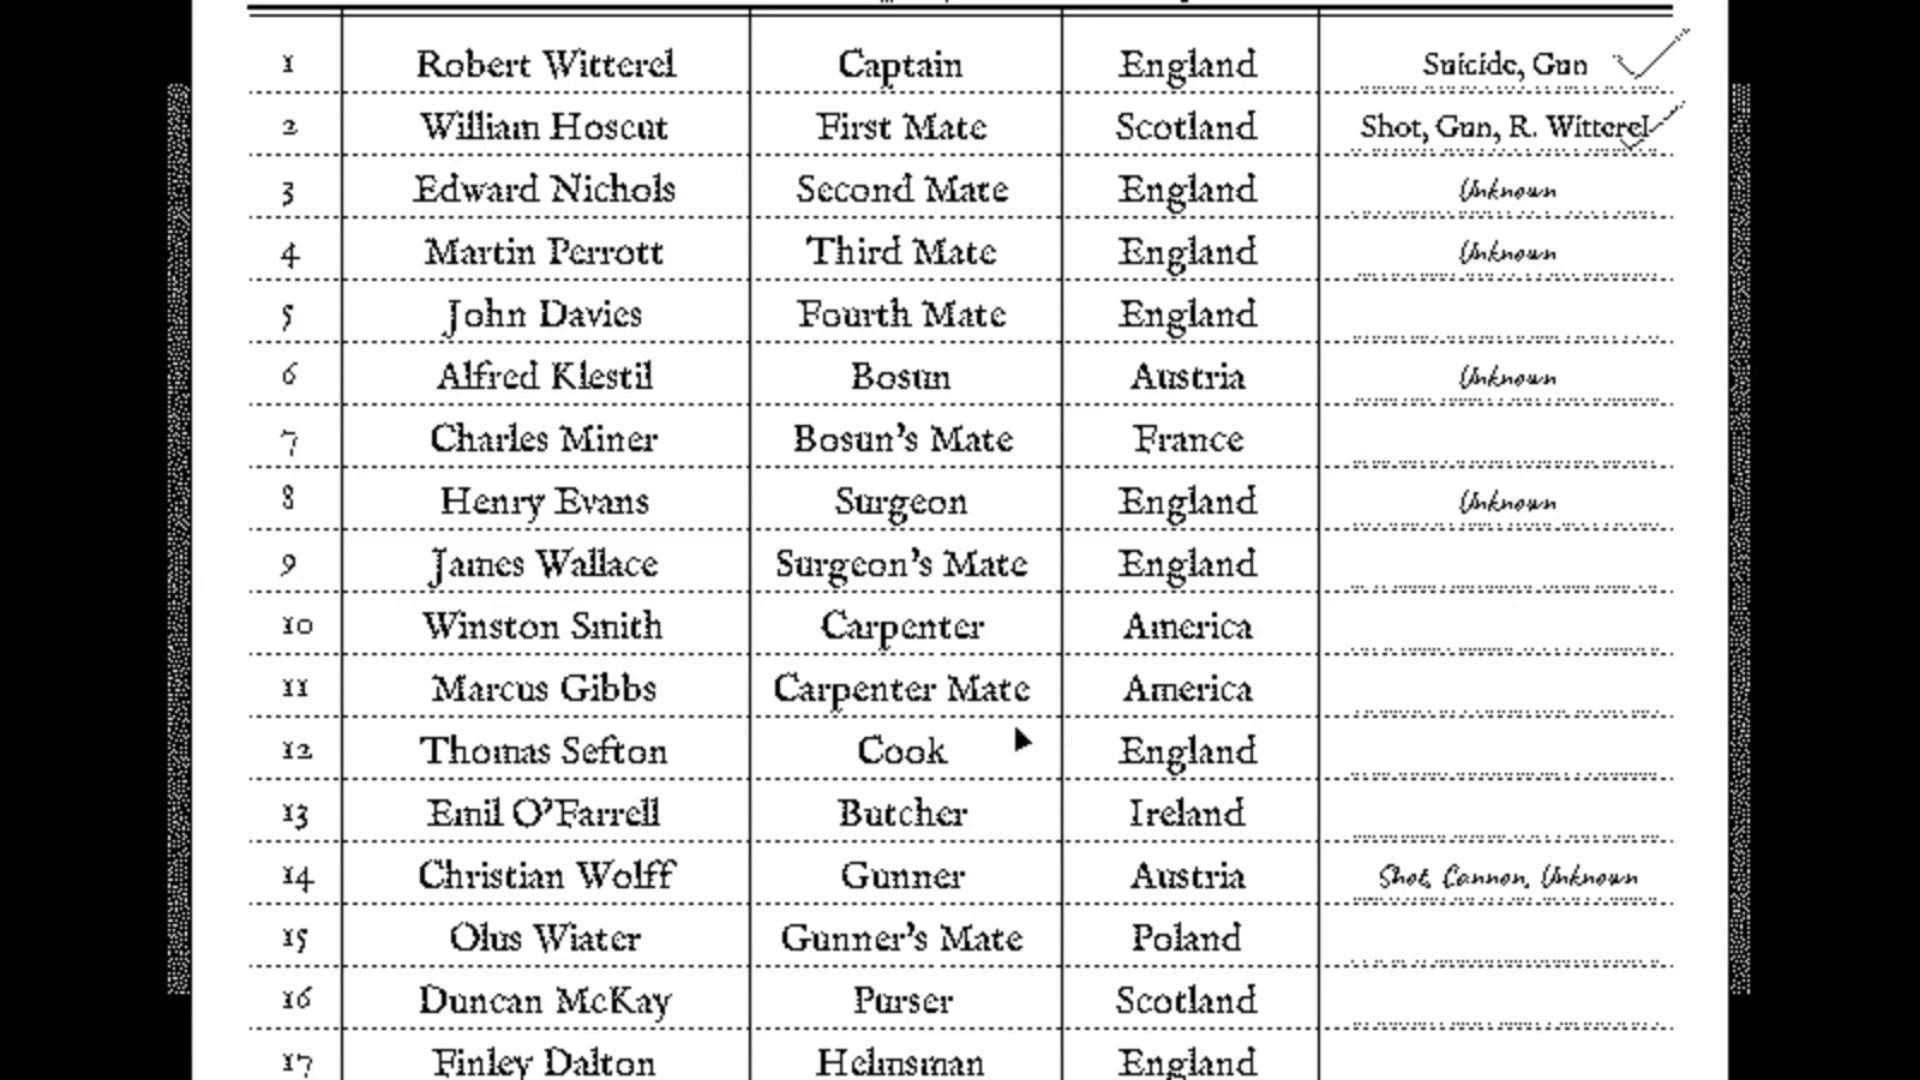 1 Robert Witterel Captain England Suicide, Gun
2 William Hoscut First Mate Scotland Shot, Gun, R. Witterel
3 Edward Nichols Second Mate England Unknown
4 Martin Perrott Third Mate England Unknown
5 John Davies Fourth Mate England
6 Alfred Klestil Bosun Austria Unknown
7 Charles Miner Bosun's Mate France
8 Henry Evans Surgeon England Unknown
9 James Wallace Surgeon's Mate England
10 Winston Smith Carpenter America
11 Marcus Gibbs Carpenter Mate America
12 Thomas Sefton Cook England
13 Emil O'Farrell Butcher Ireland
14 Christian Wolff Gunner Austria Shot, Cannon, Unknown
15 Olus Wiater Gunner's Mate Poland
16 Duncan McKay Purser Scotland
17 Finley Dalton Helmsman England